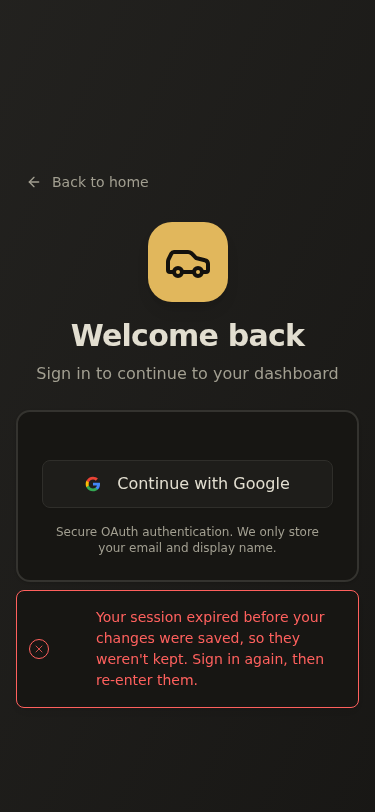 Back to home
Welcome back
Sign in to continue to your dashboard
Continue with Google
Secure OAuth authentication. We only store
your email and display name.
Your session expired before your
changes were saved, so they
weren't kept. Sign in again, then
re-enter them.